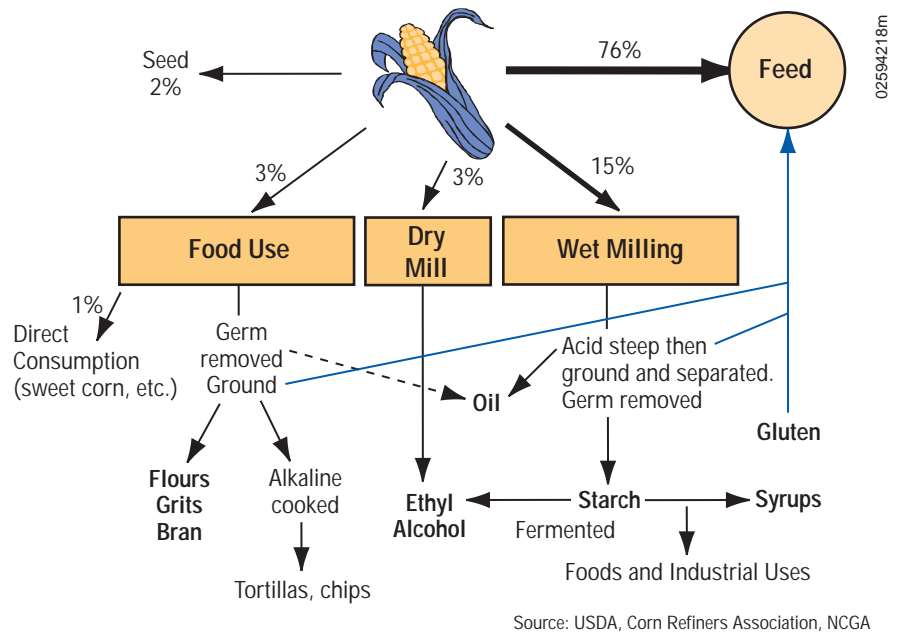 Seed
2%
76%
Feed
02594218m
3%
3%
15%
Food Use
Dry
Mill
Wet Milling
1%
Direct
Consumption
(sweet corn, etc.)
Germ
removed
Ground
Acid steep then
ground and separated.
Germ removed
Oil
Gluten
Flours
Grits
Bran
Alkaline
cooked
Ethyl
Alcohol
Starch
Fermented
Syrups
Tortillas, chips
Foods and Industrial Uses
Source: USDA, Corn Refiners Association, NCGA